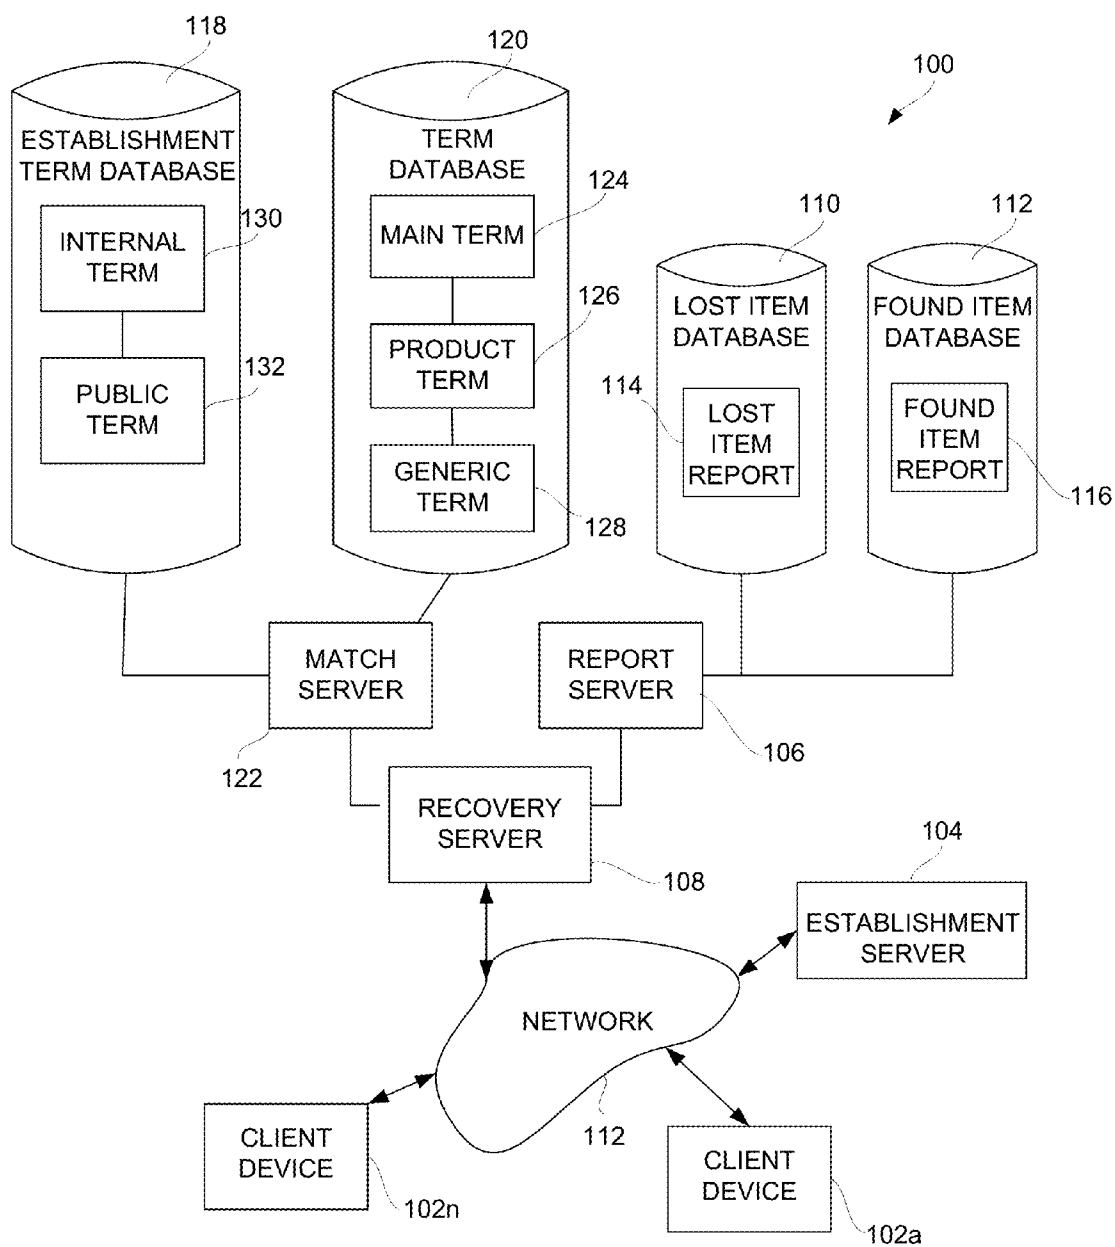 118
120
100
ESTABLISHMENT
TERM DATABASE
TERM
DATABASE
124
130
INTERNAL
TERM
MAIN TERM
110
112
126
LOST ITEM
DATABASE
FOUND ITEM
DATABASE
132
PUBLIC
TERM
PRODUCT
TERM
114
LOST
ITEM
REPORT
FOUND
ITEM
REPORT
GENERIC
TERM
128
116
MATCH
SERVER
REPORT
SERVER
122
106
RECOVERY
SERVER
108
104
ESTABLISHMENT
SERVER
NETWORK
112
CLIENT
DEVICE
102n
CLIENT
DEVICE
102a